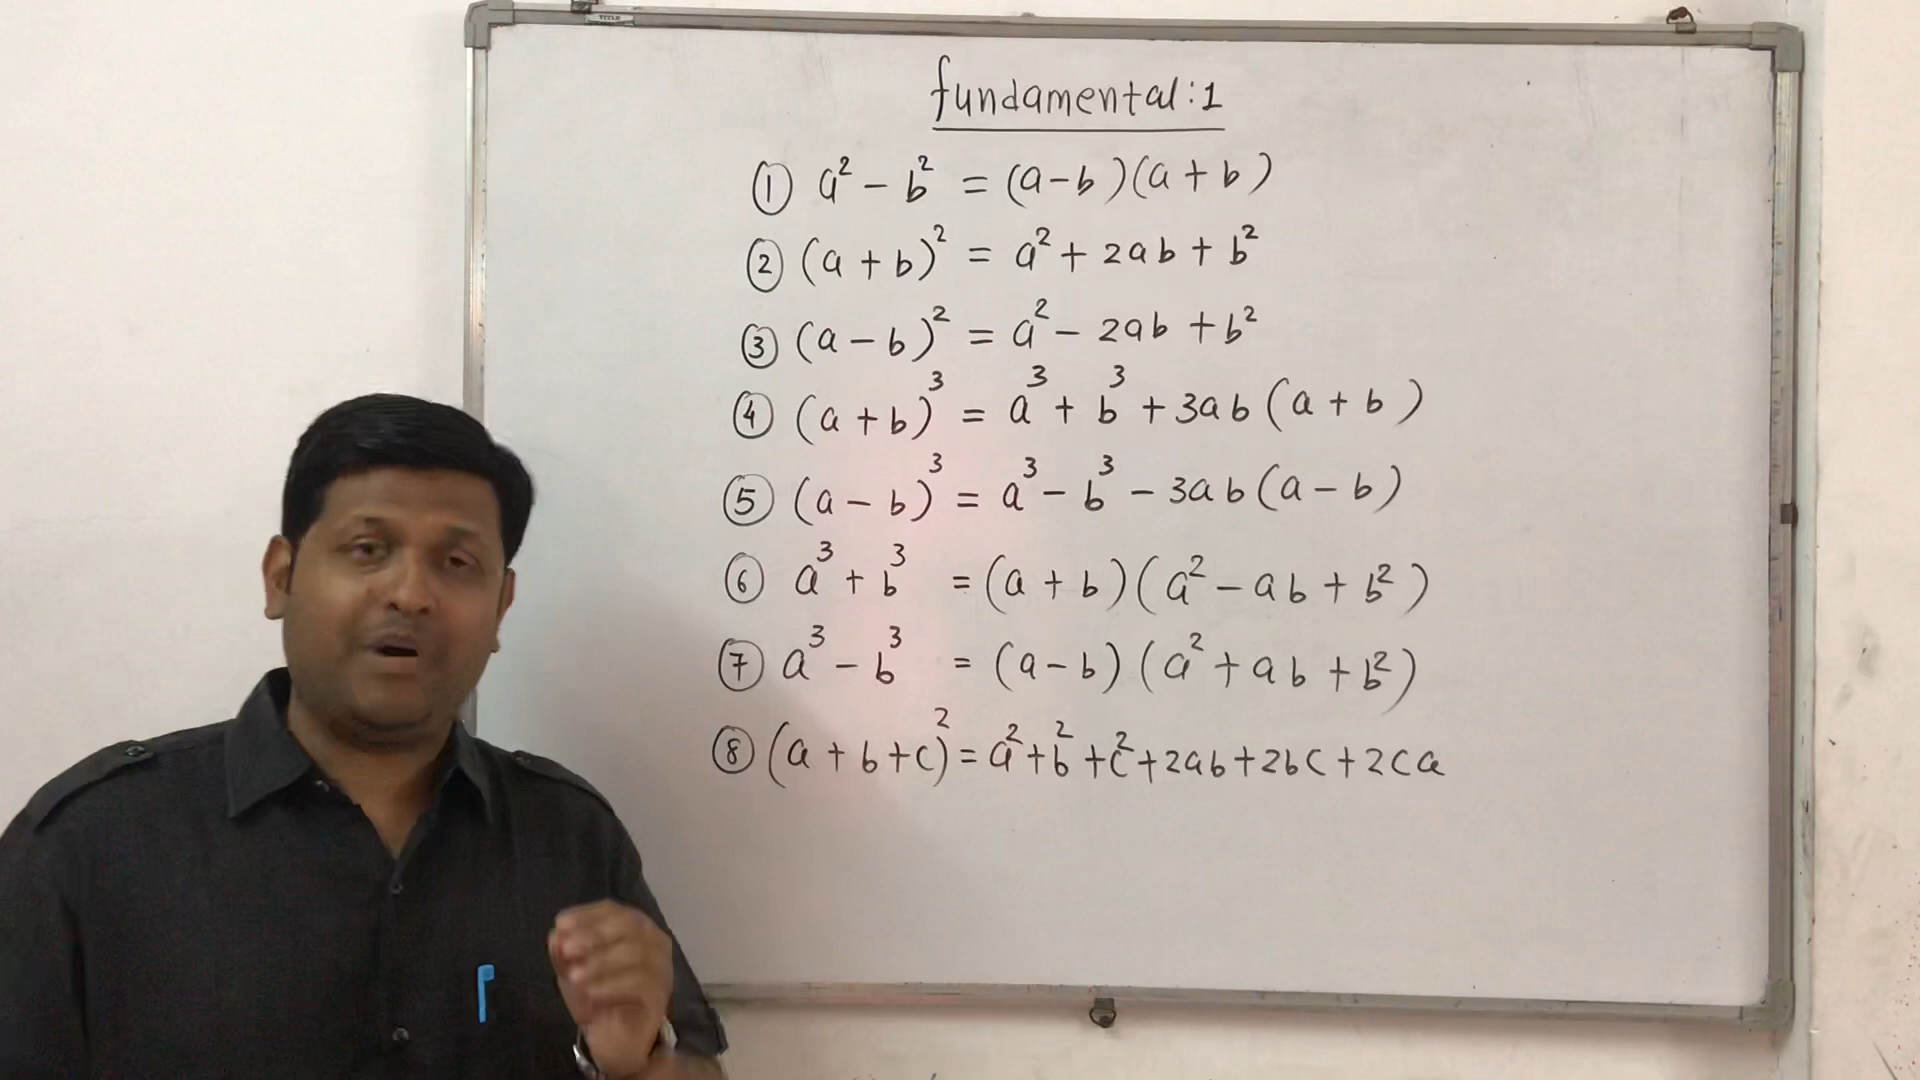 TITLE
fundamental:1
① a² - b² = (a-b)(a+b)
② (a+b)² = a² + 2ab + b²
③ (a-b)² = a² - 2ab + b²
④ (a+b)³ = a³ + b³ + 3ab(a+b)
⑤ (a-b)³ = a³ - b³ - 3ab(a-b)
⑥ a³ + b³ = (a+b)(a² - ab + b²)
⑦ a³ - b³ = (a-b)(a² + ab + b²)
⑧ (a+b+c)² = a² + b² + c² + 2ab + 2bc + 2ca